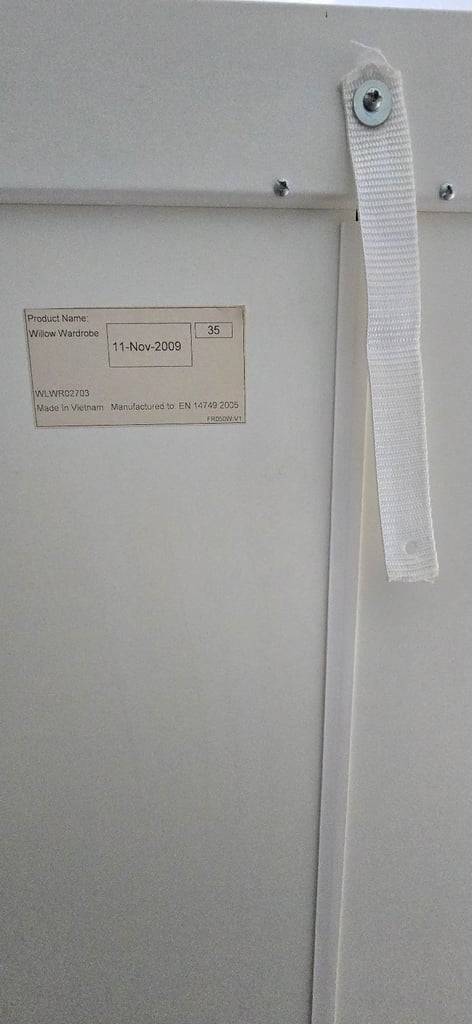 Product Name:
Willow Wardrobe
11-Nov-2009
35
WLWR02703
Made In Vietnam Manufactured to: EN 14749:2005
FR050W.V1